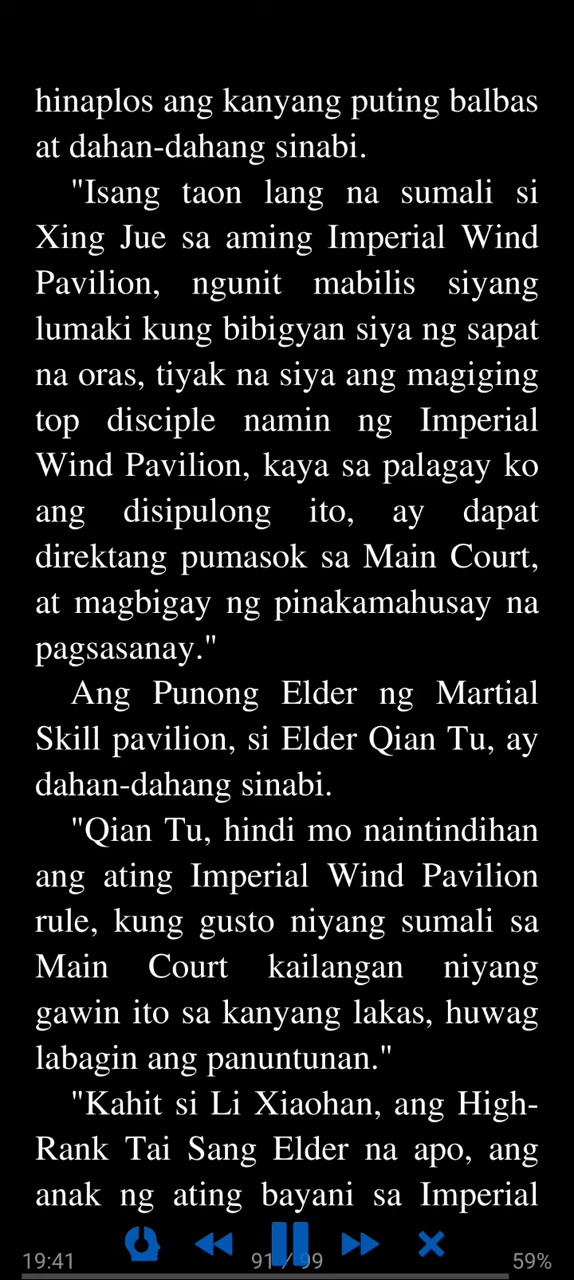 hinaplos ang kanyang puting balbas
at dahan-dahang sinabi.
"Isang taon lang na sumali si
Xing Jue sa aming Imperial Wind
Pavilion, ngunit mabilis siyang
lumaki kung bibigyan siya ng sapat
na oras, tiyak na siya ang magiging
top disciple namin ng Imperial
Wind Pavilion, kaya sa palagay ko
ang disipulong ito, ay dapat
direktang pumasok sa Main Court,
at magbigay ng pinakamahusay na
pagsasanay."
Ang Punong Elder ng Martial
Skill pavilion, si Elder Qian Tu, ay
dahan-dahang sinabi.
"Qian Tu, hindi mo naintindihan
ang ating Imperial Wind Pavilion
rule, kung gusto niyang sumali sa
Main Court kailangan niyang
gawin ito sa kanyang lakas, huwag
labagin ang panuntunan."
"Kahit si Li Xiaohan, ang High-
Rank Tai Sang Elder na apo, ang
anak ng ating bayani sa Imperial
19:41 91 / 99 59%